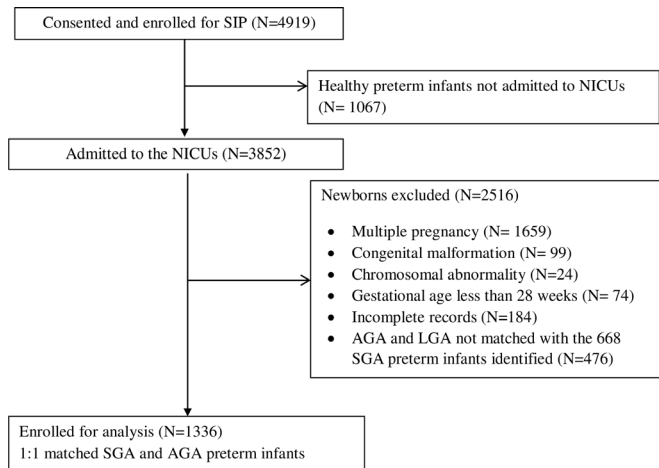 Consented and enrolled for SIP (N=4919)
Healthy preterm infants not admitted to NICUs
(N= 1067)
Admitted to the NICUs (N=3852)
Newborns excluded (N=2516)
• Multiple pregnancy (N= 1659)
• Congenital malformation (N= 99)
• Chromosomal abnormality (N=24)
• Gestational age less than 28 weeks (N= 74)
• Incomplete records (N=184)
• AGA and LGA not matched with the 668
SGA preterm infants identified (N=476)
Enrolled for analysis (N=1336)
1:1 matched SGA and AGA preterm infants